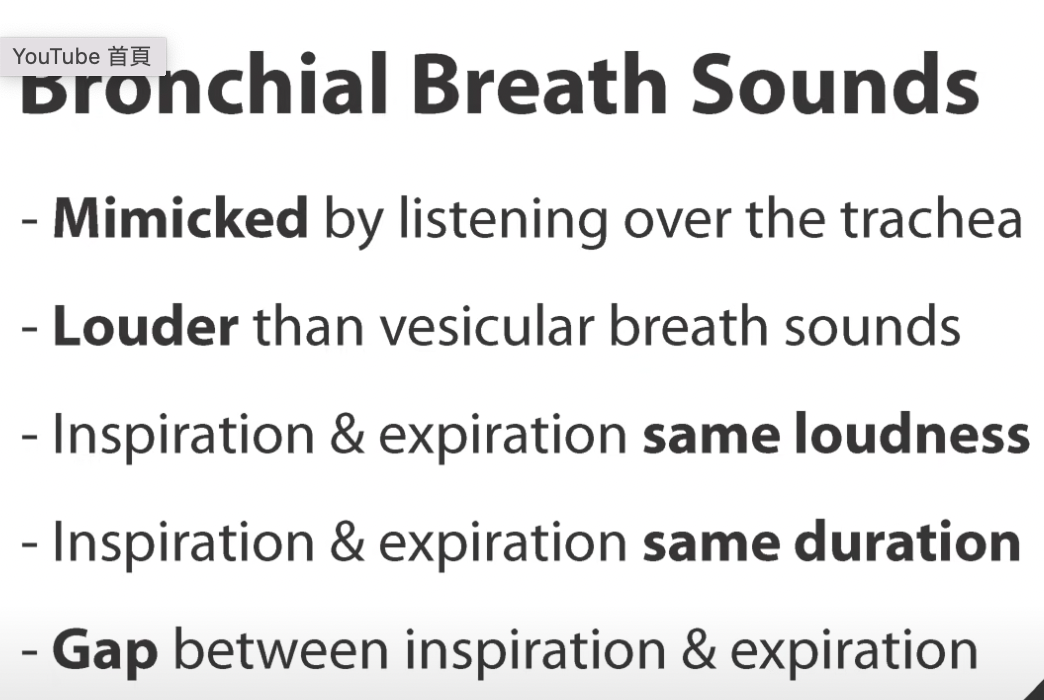 YouTube 首頁
Bronchial Breath Sounds
- Mimicked by listening over the trachea
- Louder than vesicular breath sounds
- Inspiration & expiration same loudness
- Inspiration & expiration same duration
- Gap between inspiration & expiration